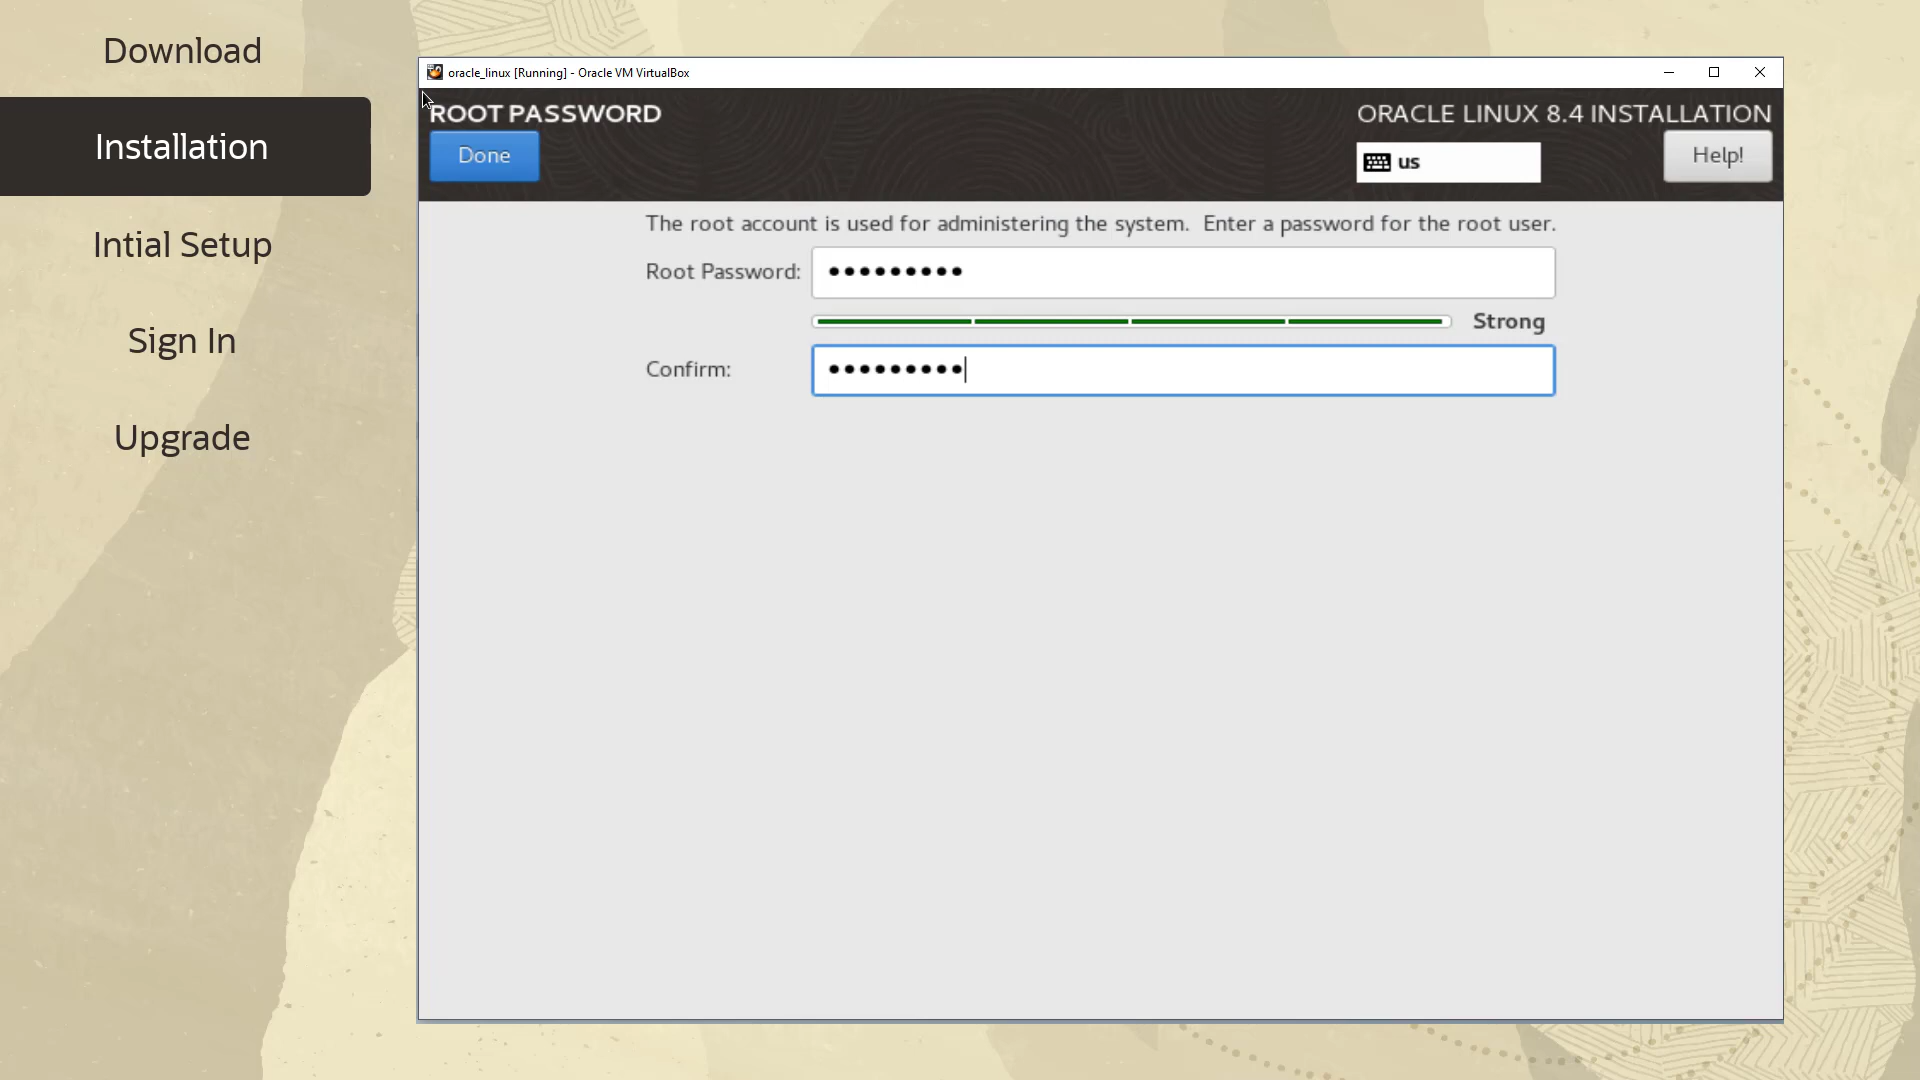 Download
Installation
Intial Setup
Sign In
Upgrade
oracle_linux [Running] - Oracle VM VirtualBox
ROOT PASSWORD
ORACLE LINUX 8.4 INSTALLATION
Done
us
Help!
The root account is used for administering the system. Enter a password for the root user.
Root Password: •••••••••
Strong
Confirm: •••••••••